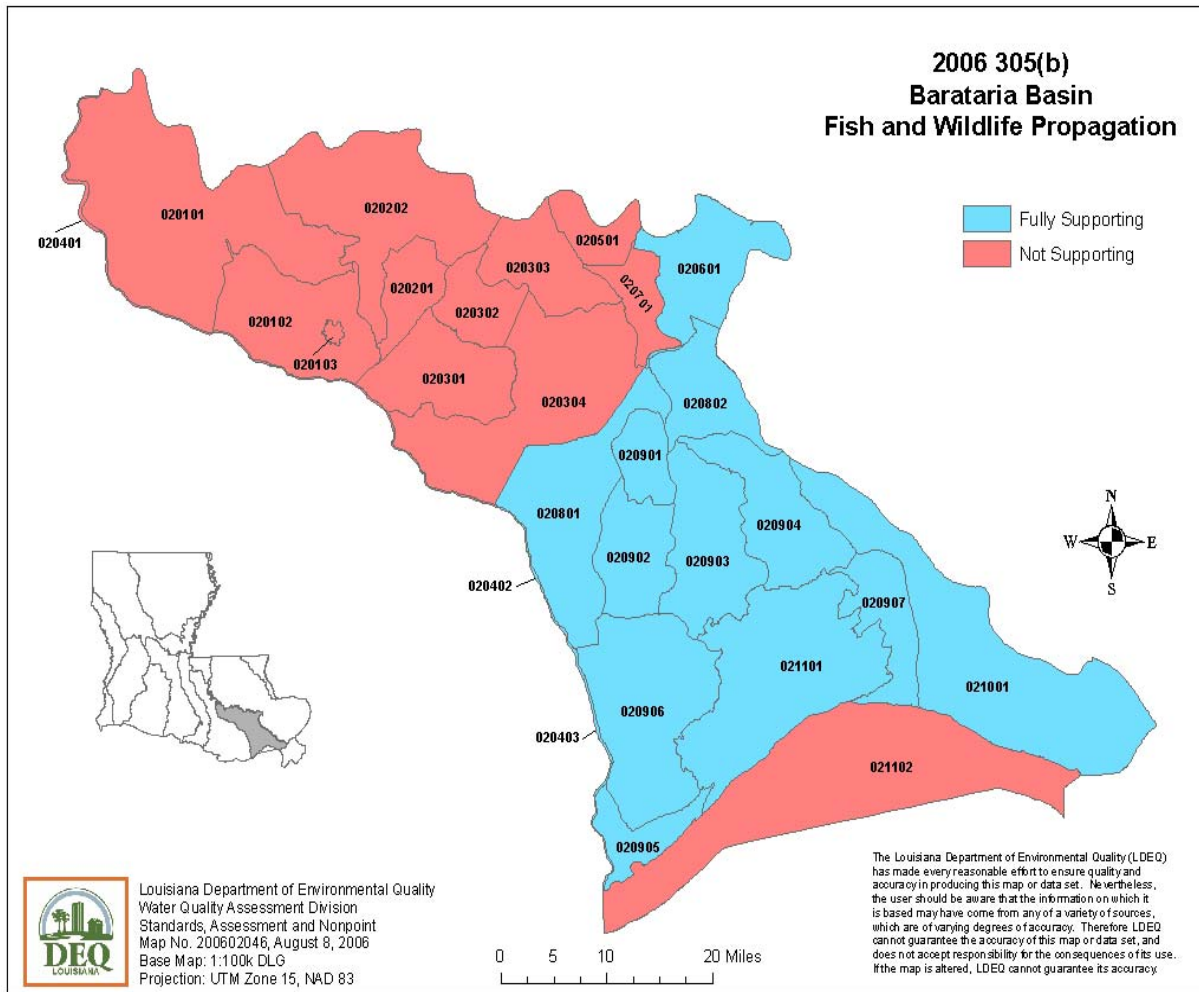 2006 305(b)
Barataria Basin
Fish and Wildlife Propagation
Fully Supporting
Not Supporting
020101
020202
020401
020501
020303
020601
020201
020701
020302
020102
020103
020301
020304
020802
020901
020801
020904
020902
020903
020402
020907
021101
021001
020906
020403
021102
020905
N
W
E
S
DEQ
LOUISIANA
Louisiana Department of Environmental Quality
Water Quality Assessment Division
Standards, Assessment and Nonpoint
Map No. 200602046, August 8, 2006
Base Map: 1:100k DLG
Projection: UTM Zone 15, NAD 83
0 5 10 20 Miles
The Louisiana Department of Environmental Quality (LDEQ)
has made every reasonable effort to ensure quality and
accuracy in producing this map or data set. Nevertheless,
the user should be aware that the information on which it
is based may have come from any of a variety of sources,
which are of varying degrees of accuracy. Therefore LDEQ
cannot guarantee the accuracy of this map or data set, and
does not accept responsibility for the consequences of its use.
If the map is altered, LDEQ cannot guarantee its accuracy.